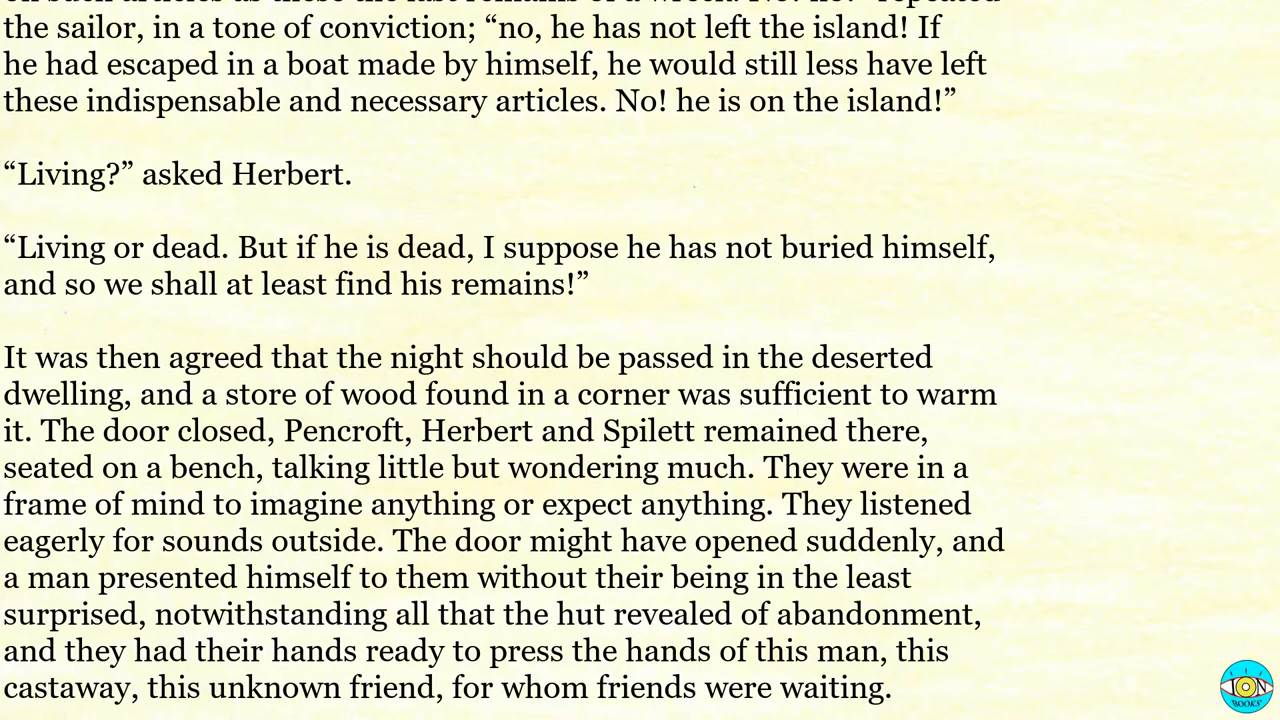 the sailor, in a tone of conviction; “no, he has not left the island! If
he had escaped in a boat made by himself, he would still less have left
these indispensable and necessary articles. No! he is on the island!”
“Living?” asked Herbert.
“Living or dead. But if he is dead, I suppose he has not buried himself,
and so we shall at least find his remains!”
It was then agreed that the night should be passed in the deserted
dwelling, and a store of wood found in a corner was sufficient to warm
it. The door closed, Pencroft, Herbert and Spilett remained there,
seated on a bench, talking little but wondering much. They were in a
frame of mind to imagine anything or expect anything. They listened
eagerly for sounds outside. The door might have opened suddenly, and
a man presented himself to them without their being in the least
surprised, notwithstanding all that the hut revealed of abandonment,
and they had their hands ready to press the hands of this man, this
castaway, this unknown friend, for whom friends were waiting.
ION
BOOKS